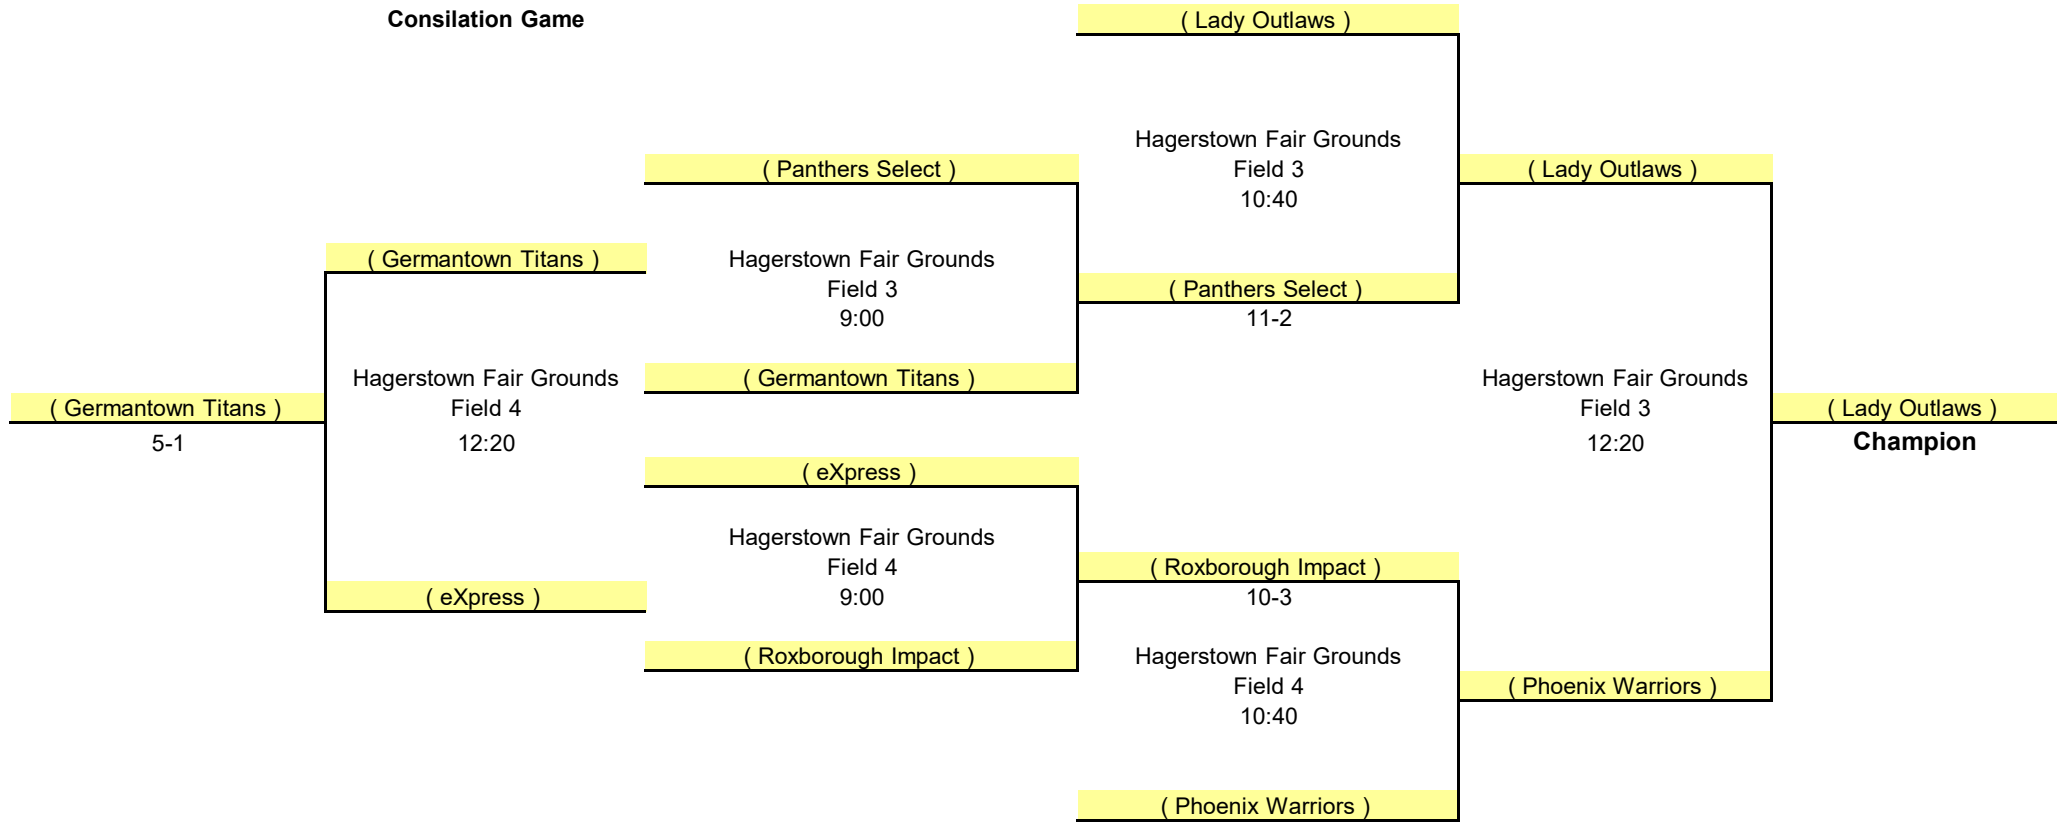 Consilation Game
( Lady Outlaws )
Hagerstown Fair Grounds
Field 3
10:40
( Panthers Select )
( Lady Outlaws )
( Germantown Titans )
Hagerstown Fair Grounds
Field 3
9:00
( Panthers Select )
11-2
Hagerstown Fair Grounds
Field 4
12:20
( Germantown Titans )
Hagerstown Fair Grounds
Field 3
12:20
( Germantown Titans )
5-1
( Lady Outlaws )
Champion
( eXpress )
Hagerstown Fair Grounds
Field 4
9:00
( Roxborough Impact )
10-3
( eXpress )
( Roxborough Impact )
Hagerstown Fair Grounds
Field 4
10:40
( Phoenix Warriors )
( Phoenix Warriors )